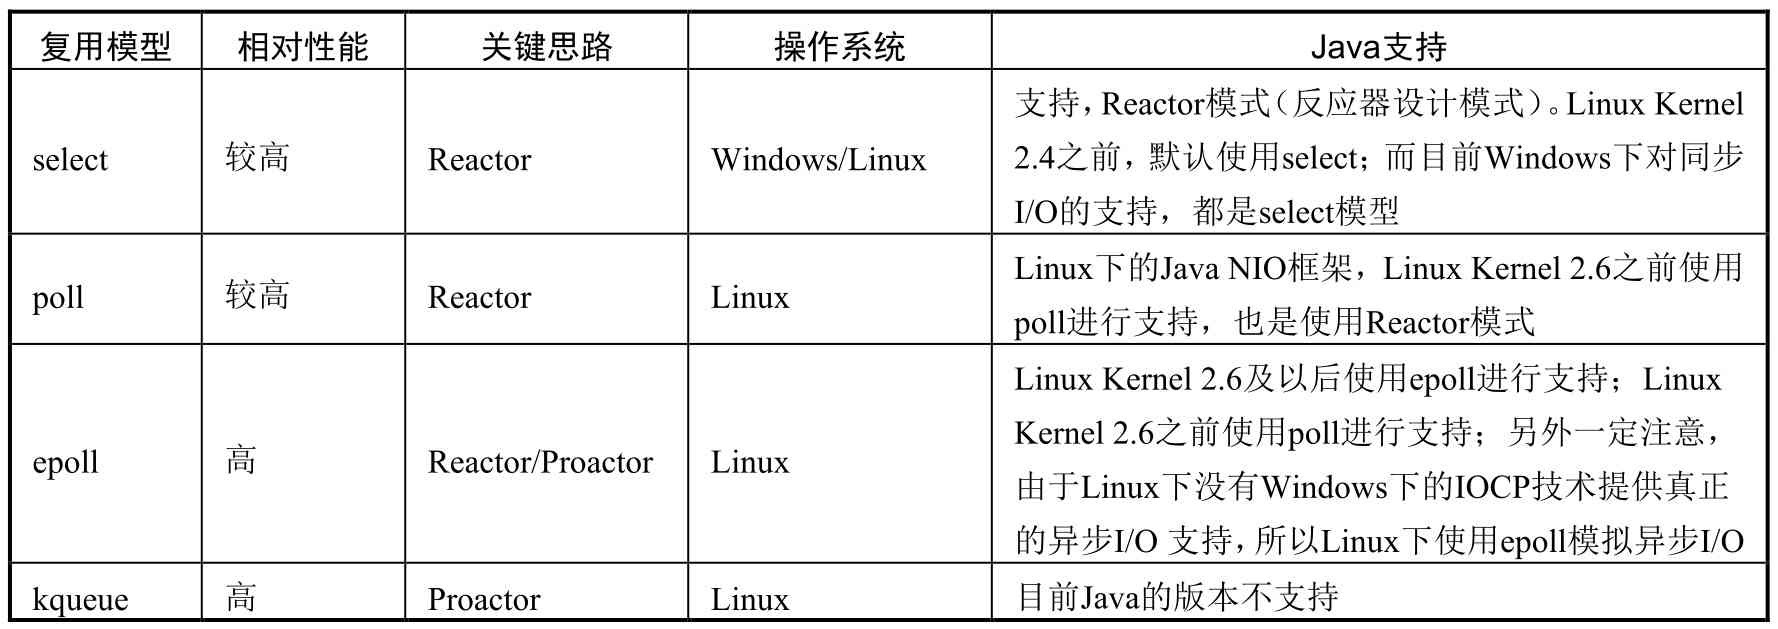 复用模型 相对性能 关键思路 操作系统 Java支持
select 较高 Reactor Windows/Linux
支持，Reactor模式（反应器设计模式）。Linux Kernel
2.4之前，默认使用select；而目前Windows下对同步
I/O的支持，都是select模型
poll 较高 Reactor Linux
Linux下的Java NIO框架，Linux Kernel 2.6之前使用
poll进行支持，也是使用Reactor模式
epoll 高 Reactor/Proactor Linux
Linux Kernel 2.6及以后使用epoll进行支持；Linux
Kernel 2.6之前使用poll进行支持；另外一定注意，
由于Linux下没有Windows下的IOCP技术提供真正
的异步I/O 支持，所以Linux下使用epoll模拟异步I/O
kqueue 高 Proactor Linux 目前Java的版本不支持